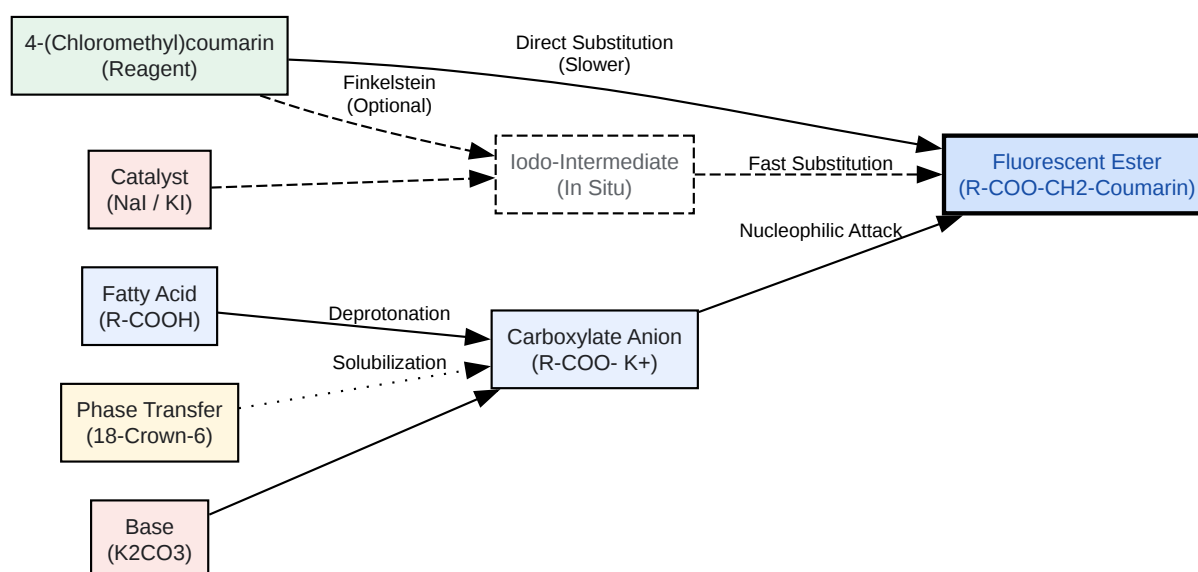 4-(Chloromethyl)coumarin
(Reagent)
Direct Substitution
(Slower)
Finkelstein
(Optional)
Catalyst
(NaI / KI)
Iodo-Intermediate
(In Situ)
Fast Substitution
Fluorescent Ester
(R-COO-CH2-Coumarin)
Nucleophilic Attack
Fatty Acid
(R-COOH)
Deprotonation
Solubilization
Carboxylate Anion
(R-COO- K+)
Phase Transfer
(18-Crown-6)
Base
(K2CO3)